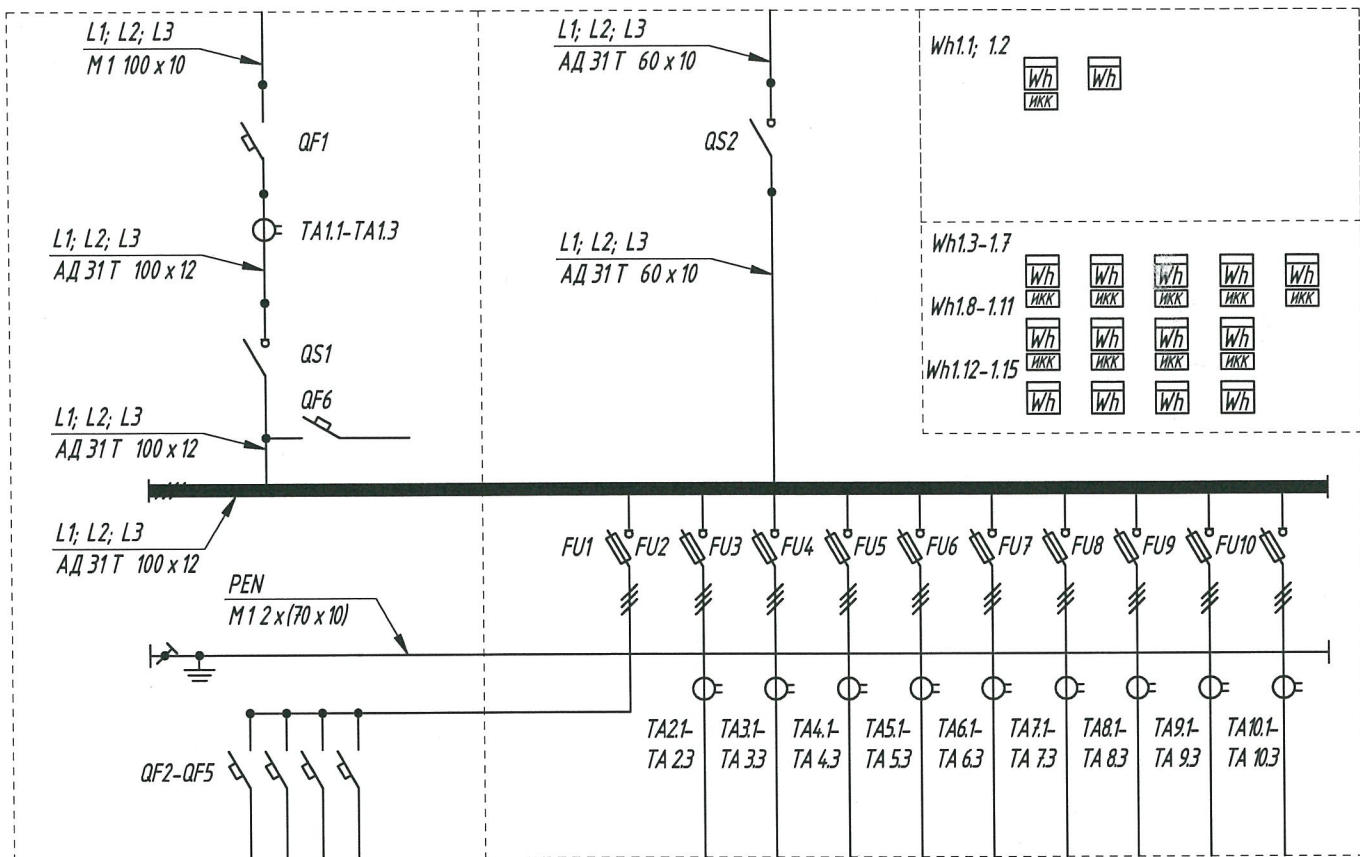 L1; L2; L3
М 1 100 x 10
QF1
TA1.1-TA1.3
L1; L2; L3
АД 31 Т 100 x 12
QS1
QF6
L1; L2; L3
АД 31 Т 100 x 12
L1; L2; L3
АД 31 Т 100 x 12
PEN
М 1 2 x (70 x 10)
QF2-QF5
L1; L2; L3
АД 31 Т 60 x 10
QS2
L1; L2; L3
АД 31 Т 60 x 10
FU1 FU2 FU3 FU4 FU5 FU6 FU7 FU8 FU9 FU10
TA2.1- TA3.1- TA4.1- TA5.1- TA6.1- TA7.1- TA8.1- TA9.1- TA10.1-
TA 2.3 TA 3.3 TA 4.3 TA 5.3 TA 6.3 TA 7.3 TA 8.3 TA 9.3 TA 10.3
Wh1.1; 1.2
Wh Wh
ИКК
Wh1.3-1.7
Wh Wh Wh Wh Wh
ИКК ИКК ИКК ИКК ИКК
Wh1.8-1.11
Wh Wh Wh Wh
ИКК ИКК ИКК ИКК
Wh1.12-1.15
Wh Wh Wh Wh